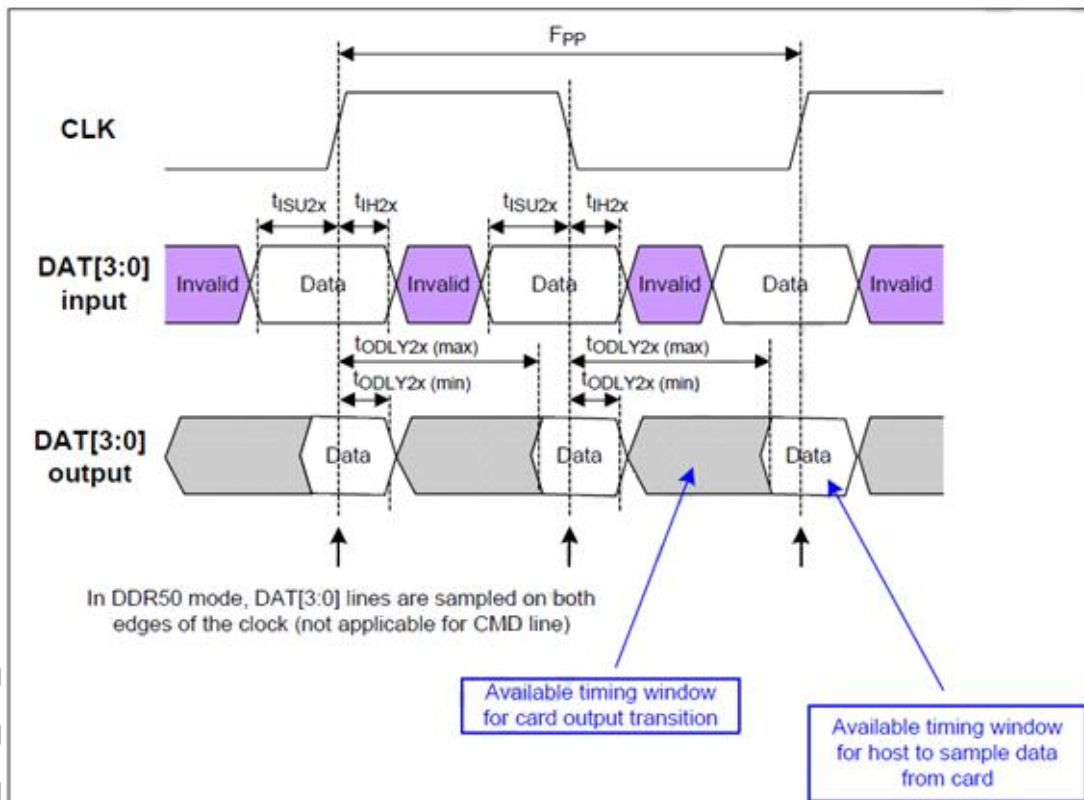 FPP
CLK
tISU2x tIH2x tISU2x tIH2x
DAT[3:0]
input
Invalid Data Invalid Data Invalid Data Invalid
tODLY2x (max) tODLY2x (max)
tODLY2x (min) tODLY2x (min)
DAT[3:0]
output
Data Data Data
In DDR50 mode, DAT[3:0] lines are sampled on both
edges of the clock (not applicable for CMD line)
Available timing window
for card output transition
Available timing window
for host to sample data
from card